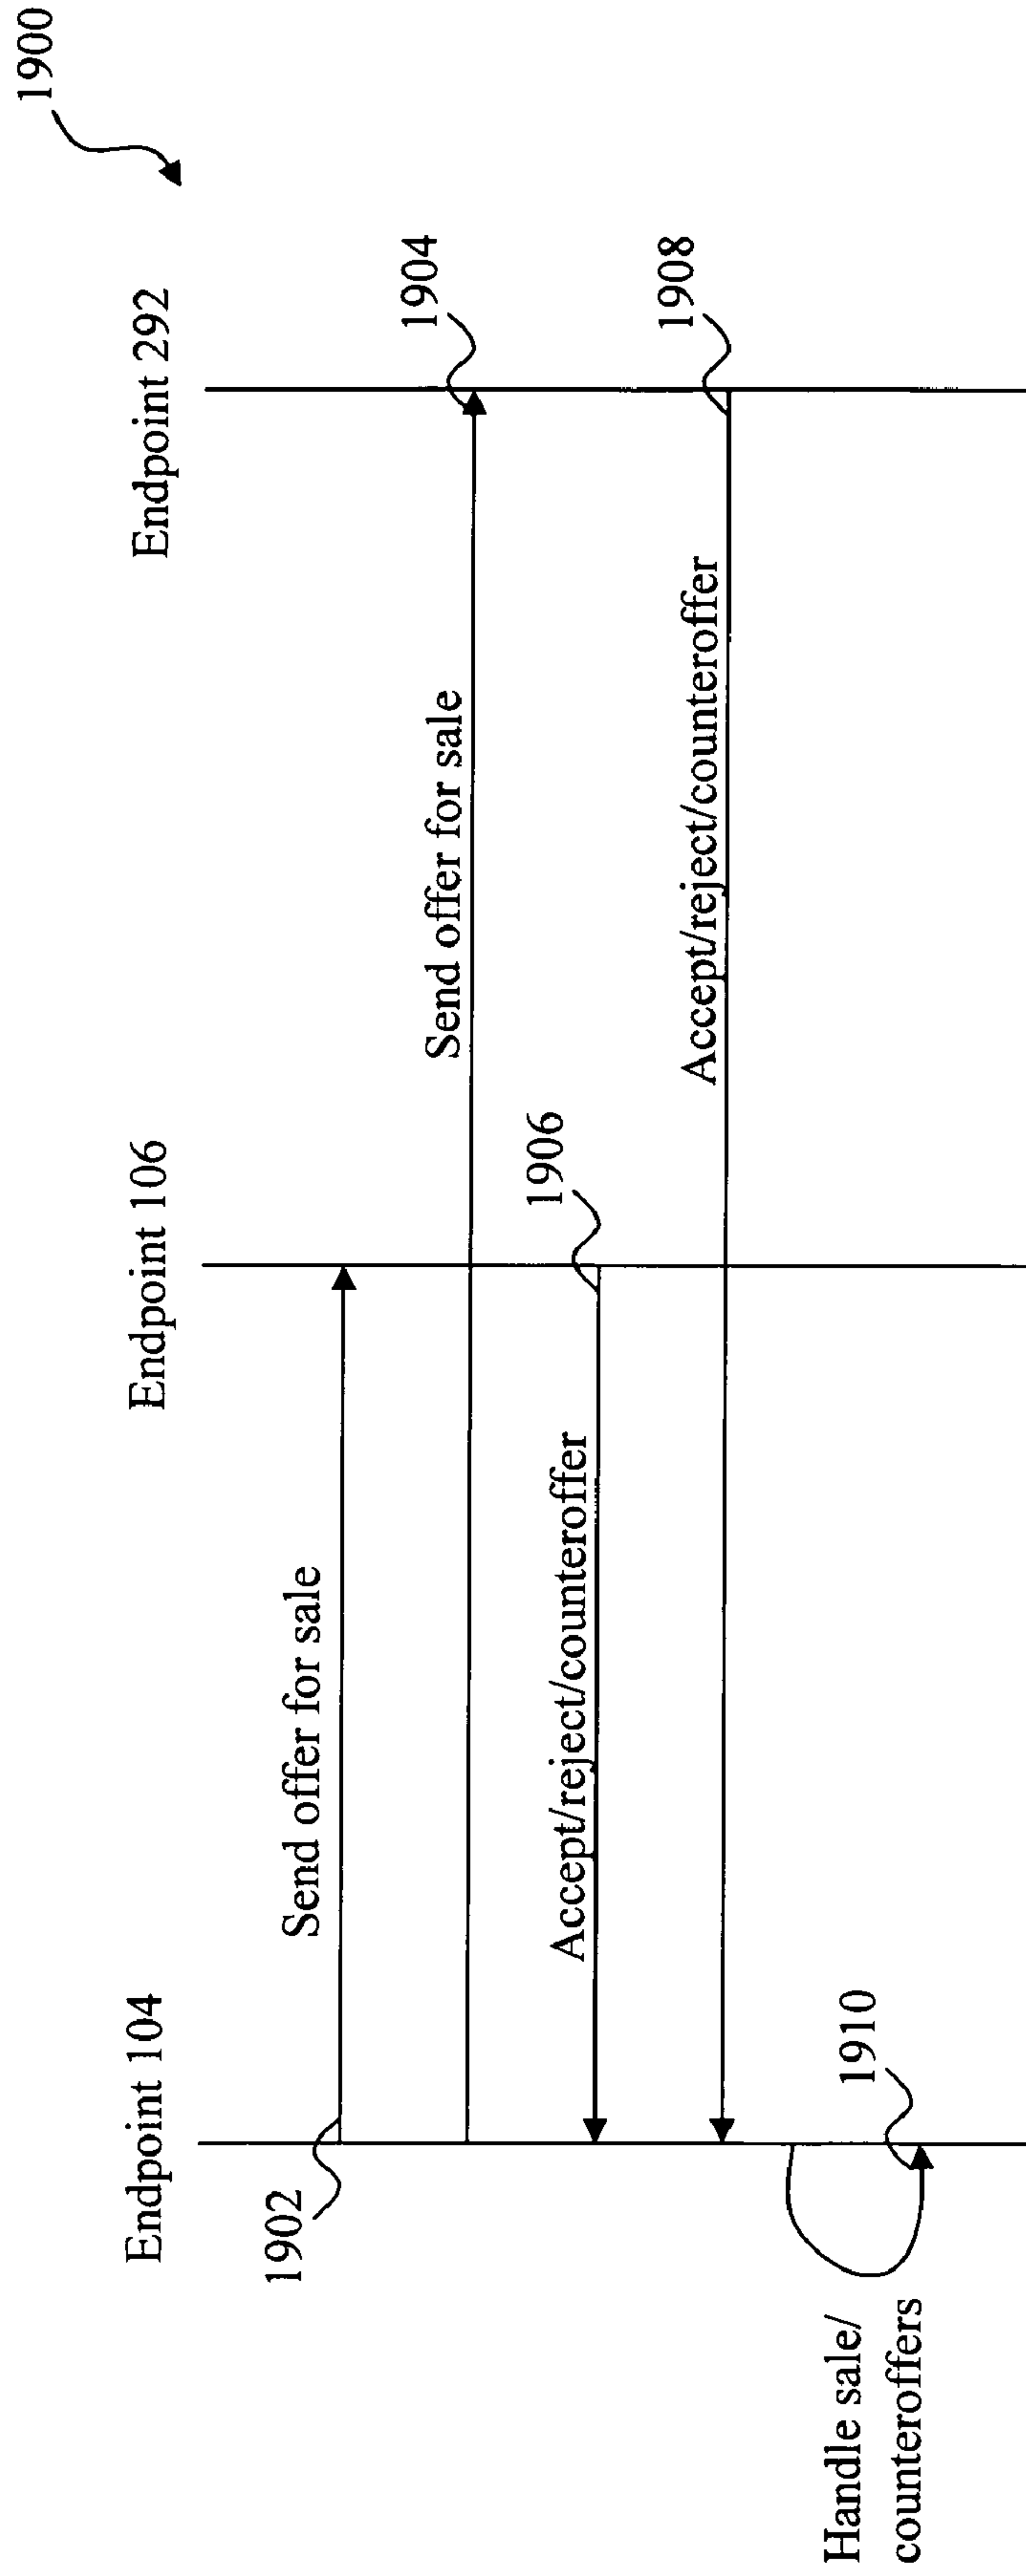 1900
Endpoint 104
Endpoint 106
Endpoint 292
1902
Send offer for sale
Send offer for sale
1904
Accept/reject/counteroffer
1906
Accept/reject/counteroffer
1908
Handle sale/
counteroffers
1910